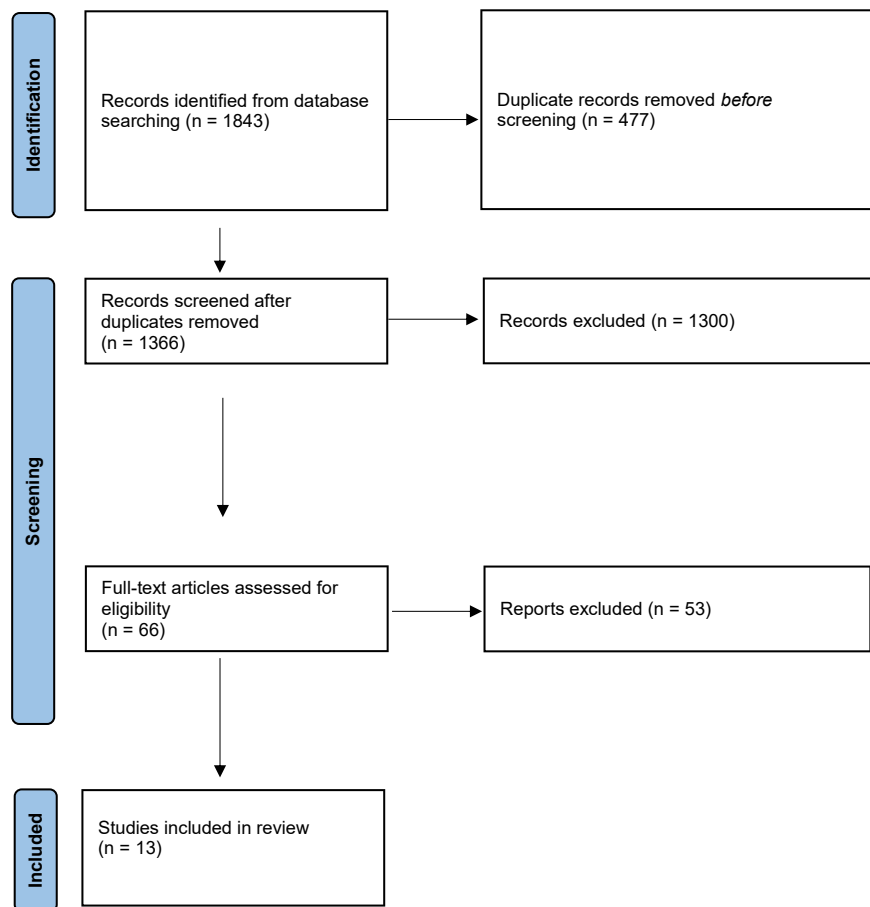 Identification
Records identified from database
searching (n = 1843)
Duplicate records removed before
screening (n = 477)
Screening
Records screened after
duplicates removed
(n = 1366)
Records excluded (n = 1300)
Full-text articles assessed for
eligibility
(n = 66)
Reports excluded (n = 53)
Included
Studies included in review
(n = 13)